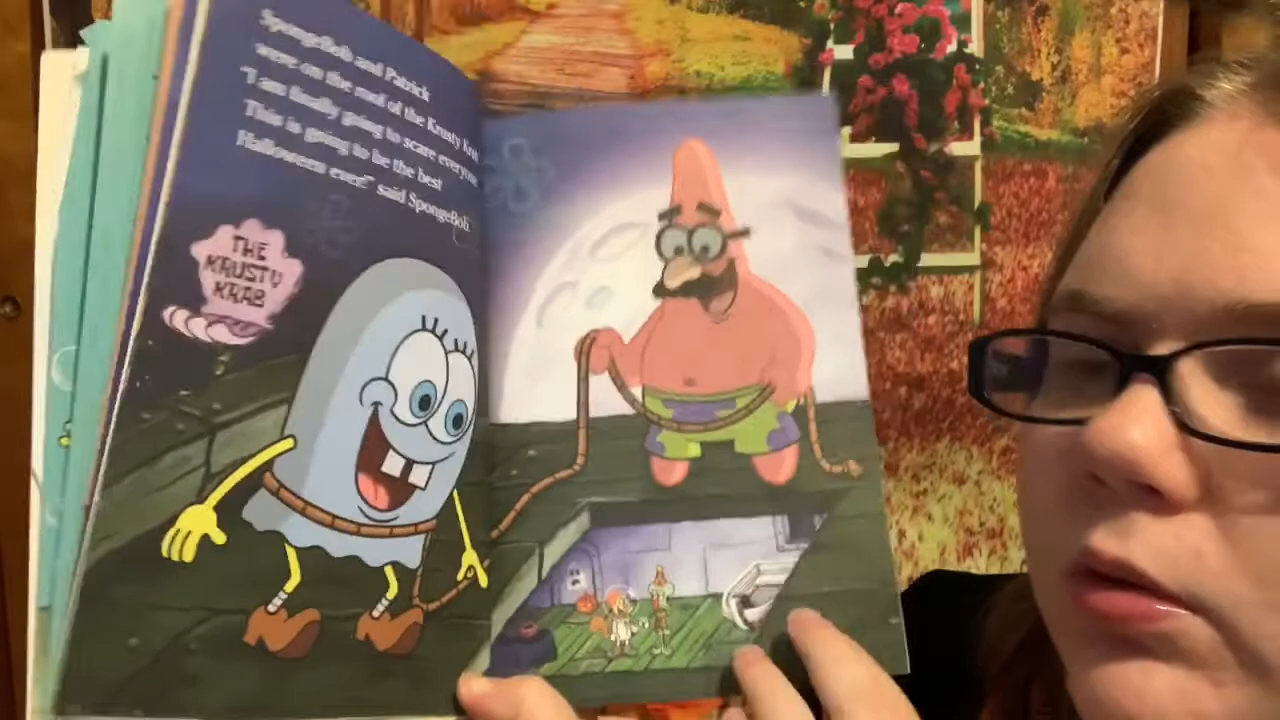 SpongeBob and Patrick
were on the roof of the Krusty Krab.
"I am finally going to scare everyone.
This is going to be the best
Halloween ever!" said SpongeBob.
THE
KRUSTY
KRAB